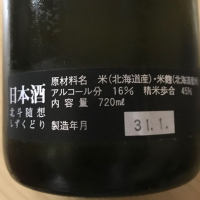 日本酒
北斗随想
しずくどり
原材料名 米(北海道産)・米麹(北海道産
アルコール分 16% 精米歩合 45%
内容量 720ml
製造年月 31.1.